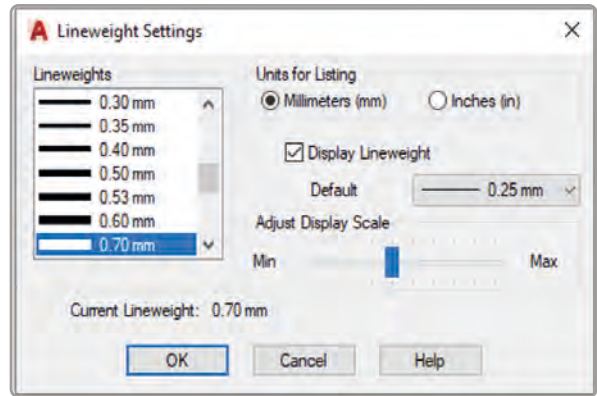 A Lineweight Settings
Lineweights
0.30 mm
0.35 mm
0.40 mm
0.50 mm
0.53 mm
0.60 mm
0.70 mm
Units for Listing
Millimeters (mm) Inches (in)
Display Lineweight
Default 0.25 mm
Adjust Display Scale
Min Max
Current Lineweight: 0.70 mm
OK Cancel Help